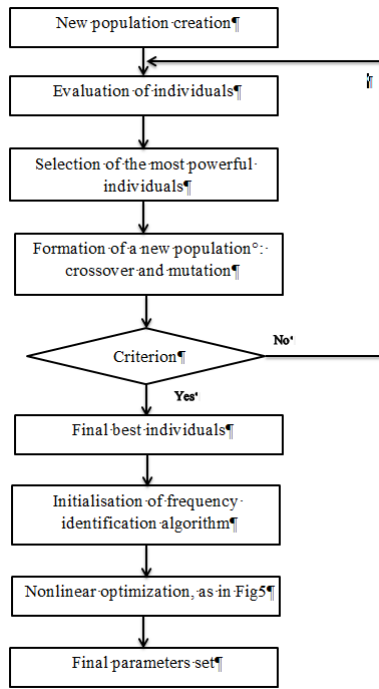 New·population·creation¶
Evaluation·of·individuals¶
¶
Selection·of·the·most·powerful·
individuals¶
Formation·of·a·new·population°:·
crossover·and·mutation¶
Criterion¶
No·
Yes·
Final·best·individuals¶
Initialisation·of·frequency·
identification·algorithm¶
Nonlinear·optimization,·as·in·Fig5¶
Final·parameters·set¶